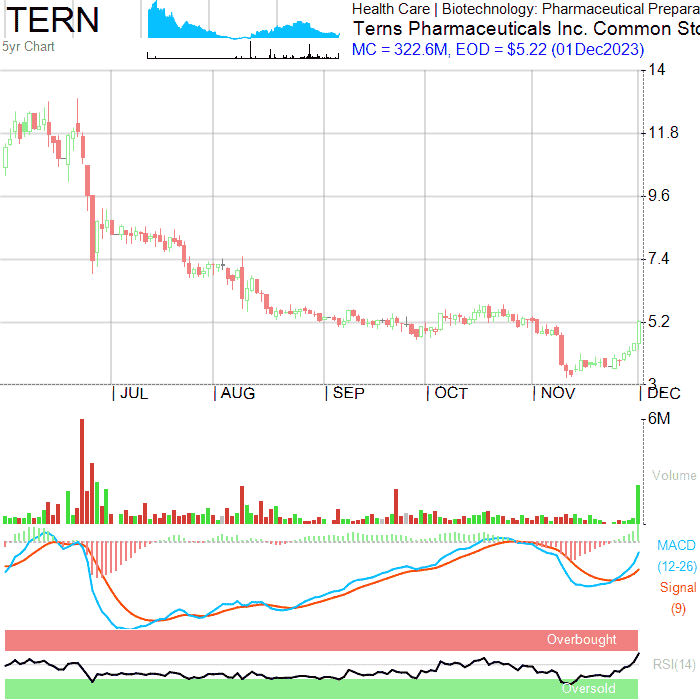 TERN
5yr Chart
Health Care | Biotechnology: Pharmaceutical Prepara
Terns Pharmaceuticals Inc. Common Sto
MC = 322.6M, EOD = $5.22 (01Dec2023)
14
11.8
9.6
7.4
5.2
3
JUL AUG SEP OCT NOV DEC
6M
Volume
MACD
(12-26)
Signal
(9)
Overbought
RSI(14)
Oversold